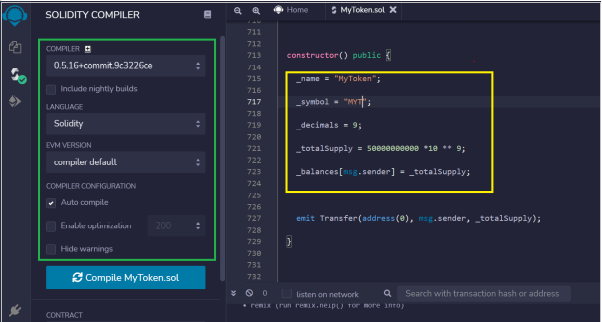 SOLIDITY COMPILER
COMPILER
0.5.16+commit.9c3226ce
Include nightly builds
LANGUAGE
Solidity
EVM VERSION
compiler default
COMPILER CONFIGURATION
Auto compile
Enable optimization 200
Hide warnings
Compile MyToken.sol
CONTRACT
Home MyToken.sol
710
711
712
713 constructor() public {
714
715 _name = "MyToken";
716
717 _symbol = "MYT";
718
719 _decimals = 9;
720
721 _totalSupply = 50000000000 *10 ** 9;
722
723 _balances[msg.sender] = _totalSupply;
724
725
726
727 emit Transfer(address(0), msg.sender, _totalSupply);
728
729 }
730
731
732
0 listen on network Search with transaction hash or address
• remix (run remix.help() for more info)